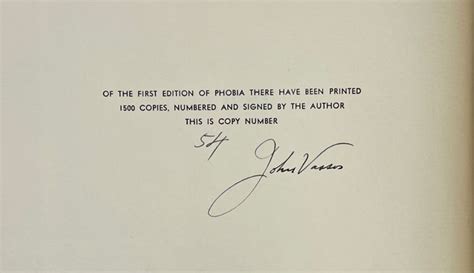 OF THE FIRST EDITION OF PHOBIA THERE HAVE BEEN PRINTED
1500 COPIES, NUMBERED AND SIGNED BY THE AUTHOR
THIS IS COPY NUMBER
54
John Vassos